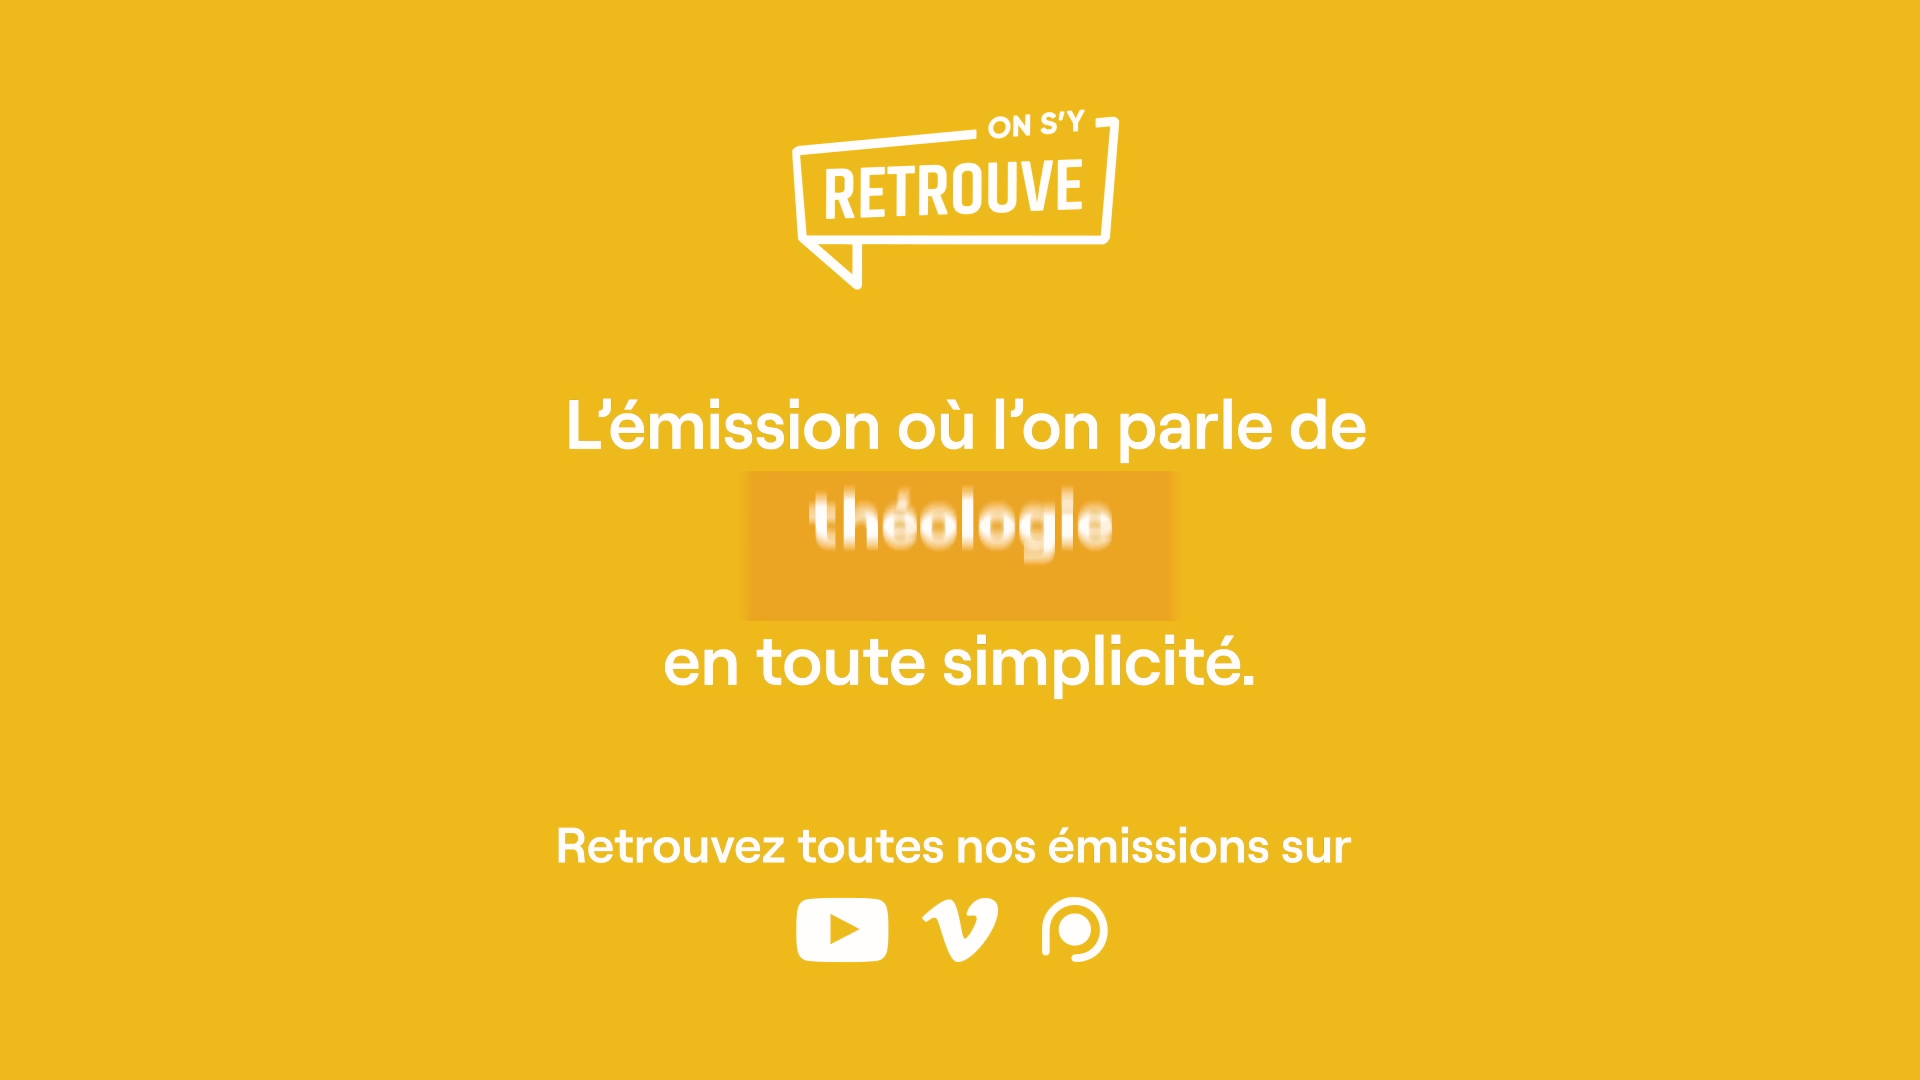 ON S'Y
RETROUVE
L'émission où l'on parle de
théologie
en toute simplicité.
Retrouvez toutes nos émissions sur